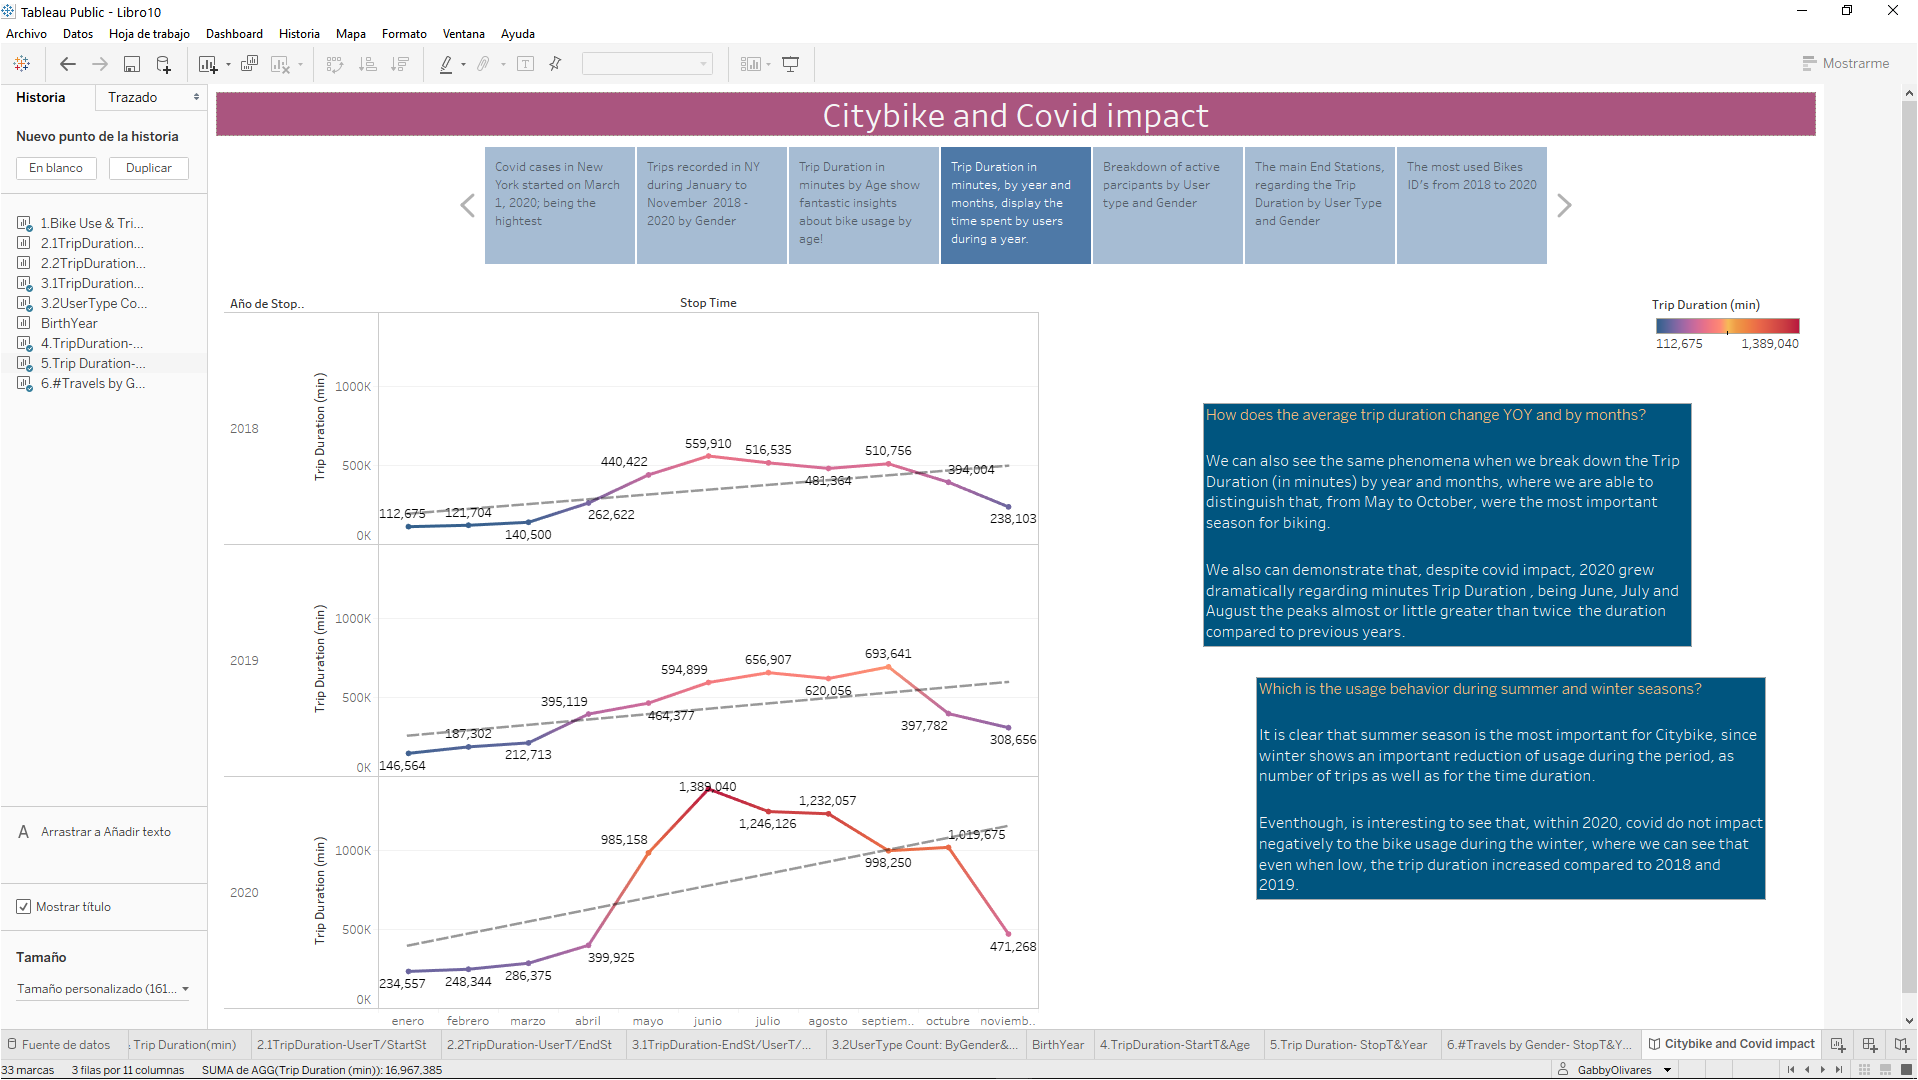 Tableau Public - Libro10
Archivo Datos Hoja de trabajo Dashboard Historia Mapa Formato Ventana Ayuda
Mostrarme
Historia Trazado
Nuevo punto de la historia
En blanco Duplicar
1.Bike Use & Tri...
2.1TripDuration...
2.2TripDuration...
3.1TripDuration...
3.2UserType Co...
BirthYear
4.TripDuration-...
5.Trip Duration-...
6.#Travels by G...
A Arrastrar a Añadir texto
Mostrar título
Tamaño
Tamaño personalizado (161...
Citybike and Covid impact
Covid cases in New
York started on March
1, 2020; being the
hightest
Trips recorded in NY
during January to
November 2018 -
2020 by Gender
Trip Duration in
minutes by Age show
fantastic insights
about bike usage by
age!
Trip Duration in
minutes, by year and
months, display the
time spent by users
during a year.
Breakdown of active
parcipants by User
type and Gender
The main End Stations,
regarding the Trip
Duration by User Type
and Gender
The most used Bikes
ID's from 2018 to 2020
Año de Stop..
Stop Time
2018
Trip Duration (min)
1000K
500K
0K
112,675
121,704
140,500
262,622
440,422
559,910
516,535
481,364
510,756
394,004
238,103
2019
Trip Duration (min)
1000K
500K
0K
146,564
187,302
212,713
395,119
464,377
594,899
656,907
620,056
693,641
397,782
308,656
2020
Trip Duration (min)
1000K
500K
0K
234,557
248,344
286,375
399,925
985,158
1,389,040
1,246,126
1,232,057
998,250
1,019,675
471,268
enero febrero marzo abril mayo junio julio agosto septiem.. octubre noviemb..
Trip Duration (min)
112,675 1,389,040
How does the average trip duration change YOY and by months?
We can also see the same phenomena when we break down the Trip
Duration (in minutes) by year and months, where we are able to
distinguish that, from May to October, were the most important
season for biking.
We also can demonstrate that, despite covid impact, 2020 grew
dramatically regarding minutes Trip Duration , being June, July and
August the peaks almost or little greater than twice the duration
compared to previous years.
Which is the usage behavior during summer and winter seasons?
It is clear that summer season is the most important for Citybike, since
winter shows an important reduction of usage during the period, as
number of trips as well as for the time duration.
Eventhough, is interesting to see that, within 2020, covid do not impact
negatively to the bike usage during the winter, where we can see that
even when low, the trip duration increased compared to 2018 and
2019.
Fuente de datos Trip Duration(min) 2.1TripDuration-UserT/StartSt 2.2TripDuration-UserT/EndSt 3.1TripDuration-EndSt/UserT/... 3.2UserType Count: ByGender&... BirthYear 4.TripDuration-StartT&Age 5.Trip Duration- StopT&Year 6.#Travels by Gender- StopT&Y... Citybike and Covid impact
33 marcas 3 filas por 11 columnas SUMA de AGG(Trip Duration (min)): 16,967,385 GabbyOlivares